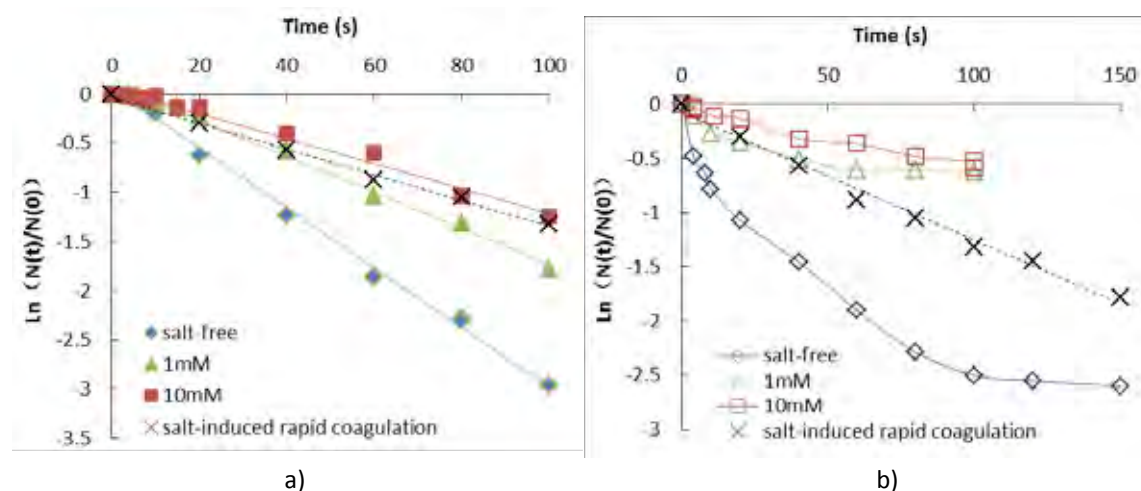 Time (s)
0 20 40 60 80 100
0
-0.5
-1
-1.5
-2
-2.5
-3
-3.5
Ln（N(t)/N(0)）
salt-free
1mM
10mM
salt-induced rapid coagulation
a)
Time (s)
0 50 100 150
0
-0.5
-1
-1.5
-2
-2.5
-3
Ln（N(t)/N(0)）
salt-free
1mM
10mM
salt-induced rapid coagulation
b)